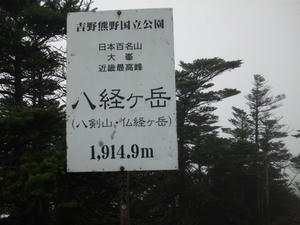 吉野熊野国立公園
日本百名山
大峯
近畿最高峰
八経ヶ岳
(八剣山・仏経ヶ岳)
1,914.9m